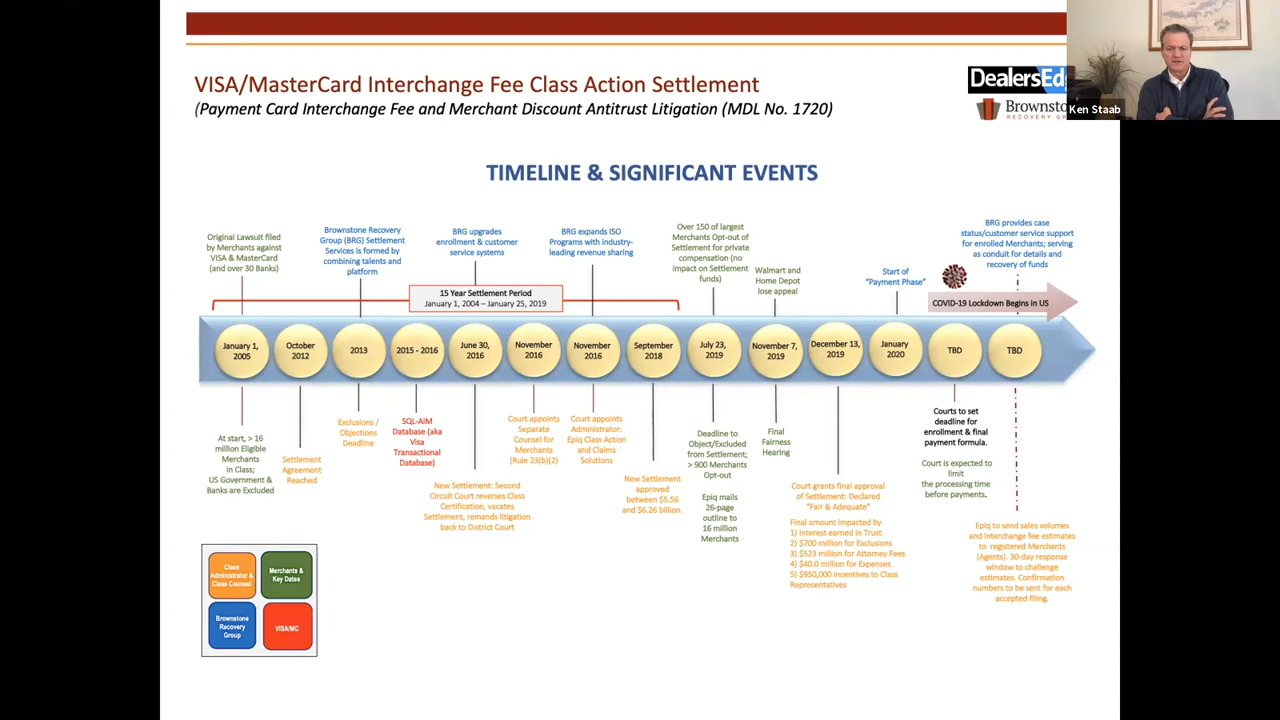 VISA/MasterCard Interchange Fee Class Action Settlement
(Payment Card Interchange Fee and Merchant Discount Antitrust Litigation (MDL No. 1720)
DealersEd
Brownst
RECOVERY GR
Ken Staab
TIMELINE & SIGNIFICANT EVENTS
Original Lawsuit filed
by Merchants against
VISA & MasterCard
(and over 30 Banks)
Brownstone Recovery
Group (BRG) Settlement
Services is formed by
combining talents and
platform
BRG upgrades
enrollment & customer
service systems
BRG expands ISO
Programs with industry-
leading revenue sharing
Over 150 of largest
Merchants Opt-out of
Settlement for private
compensation (no
impact on Settlement
funds)
Walmart and
Home Depot
lose appeal
Start of
"Payment Phase"
BRG provides case
status/customer service support
for enrolled Merchants; serving
as conduit for details and
recovery of funds
15 Year Settlement Period
January 1, 2004 – January 25, 2019
COVID-19 Lockdown Begins in US
January 1,
2005
October
2012
2013
2015 - 2016
June 30,
2016
November
2016
November
2016
September
2018
July 23,
2019
November 7,
2019
December 13,
2019
January
2020
TBD
TBD
At start, > 16
million Eligible
Merchants
in Class;
US Government &
Banks are Excluded
Settlement
Agreement
Reached
Exclusions /
Objections
Deadline
SQL-AIM
Database (aka
Visa
Transactional
Database)
New Settlement: Second
Circuit Court reverses Class
Certification, vacates
Settlement, remands litigation
back to District Court
Court appoints
Separate
Counsel for
Merchants
(Rule 23(b)(2)
Court appoints
Administrator:
Epiq Class Action
and Claims
Solutions
New Settlement
approved
between $5.56
and $6.26 billion.
Deadline to
Object/Excluded
from Settlement;
> 900 Merchants
Opt-out
Epiq mails
26-page
outline to
16 million
Merchants
Final
Fairness
Hearing
Court grants final approval
of Settlement: Declared
"Fair & Adequate"
Final amount impacted by
1) Interest earned in Trust
2) $700 million for Exclusions
3) $523 million for Attorney Fees
4) $40.0 million for Expenses
5) $950,000 incentives to Class
Representatives
Courts to set
deadline for
enrollment & final
payment formula.
Court is expected to
limit
the processing time
before payments.
Epiq to send sales volumes
and interchange fee estimates
to registered Merchants
(Agents). 30-day response
window to challenge
estimates. Confirmation
numbers to be sent for each
accepted filing.
Class
Administrator &
Class Counsel
Merchants &
Key Dates
Brownstone
Recovery
Group
VISA/MC